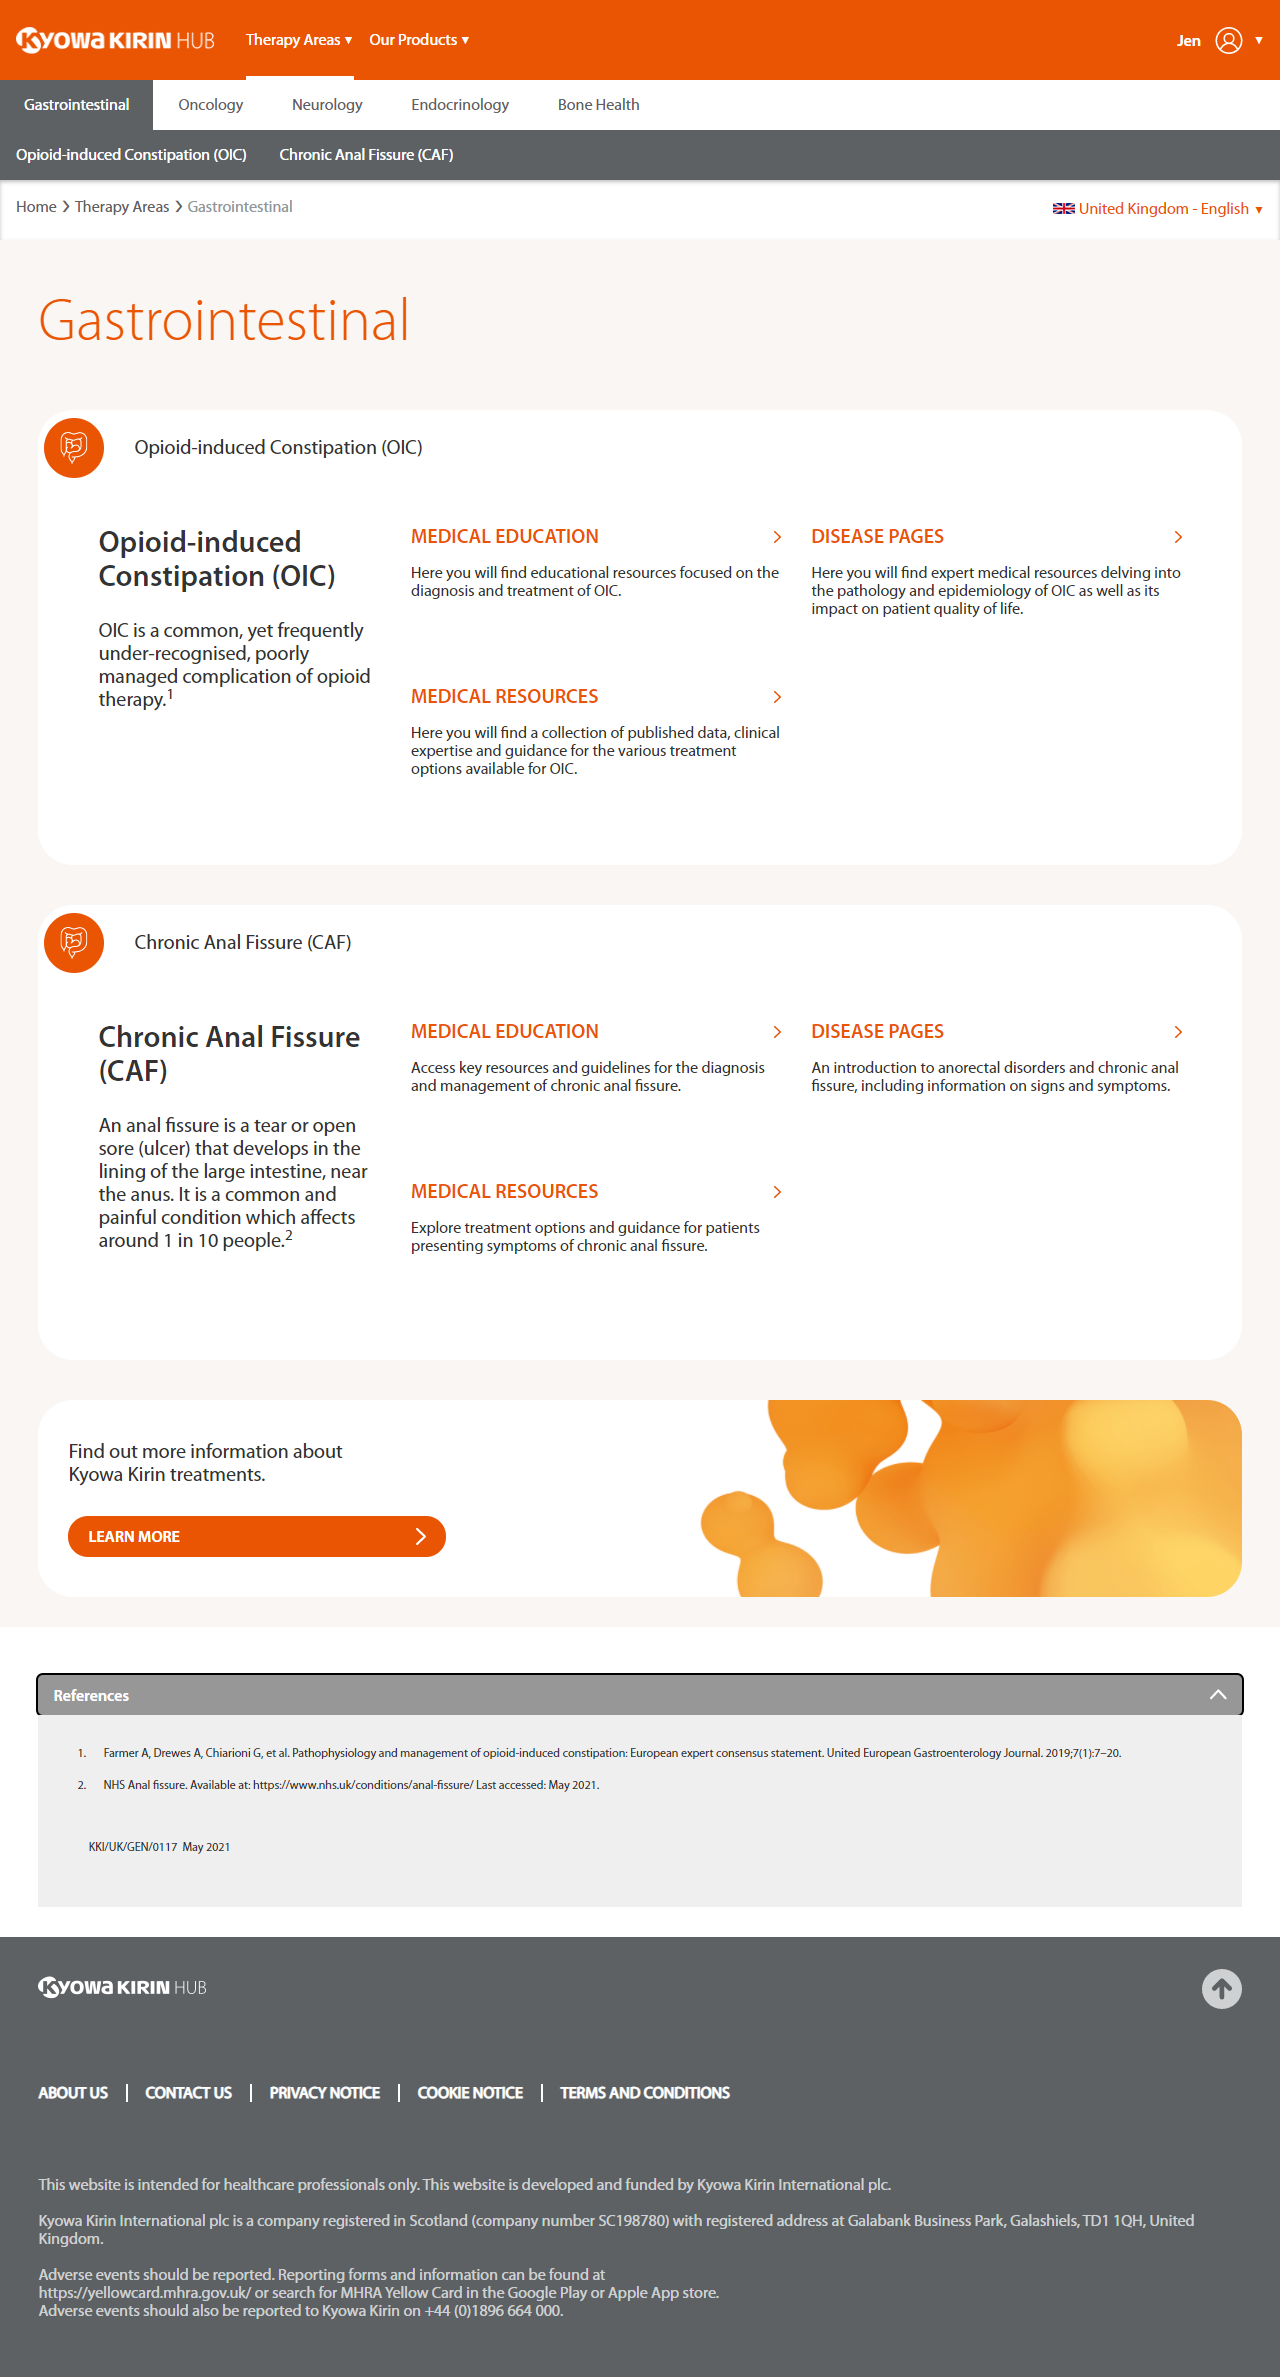 KYOWA KIRIN HUB
Therapy Areas ▾ Our Products ▾
Jen ▾
Gastrointestinal Oncology Neurology Endocrinology Bone Health
Opioid-induced Constipation (OIC) Chronic Anal Fissure (CAF)
Home > Therapy Areas > Gastrointestinal
United Kingdom - English ▾
Gastrointestinal
Opioid-induced Constipation (OIC)
Opioid-induced
Constipation (OIC)
OIC is a common, yet frequently
under-recognised, poorly
managed complication of opioid
therapy.1
MEDICAL EDUCATION
Here you will find educational resources focused on the
diagnosis and treatment of OIC.
DISEASE PAGES
Here you will find expert medical resources delving into
the pathology and epidemiology of OIC as well as its
impact on patient quality of life.
MEDICAL RESOURCES
Here you will find a collection of published data, clinical
expertise and guidance for the various treatment
options available for OIC.
Chronic Anal Fissure (CAF)
Chronic Anal Fissure
(CAF)
An anal fissure is a tear or open
sore (ulcer) that develops in the
lining of the large intestine, near
the anus. It is a common and
painful condition which affects
around 1 in 10 people.2
MEDICAL EDUCATION
Access key resources and guidelines for the diagnosis
and management of chronic anal fissure.
DISEASE PAGES
An introduction to anorectal disorders and chronic anal
fissure, including information on signs and symptoms.
MEDICAL RESOURCES
Explore treatment options and guidance for patients
presenting symptoms of chronic anal fissure.
Find out more information about
Kyowa Kirin treatments.
LEARN MORE
References
1. Farmer A, Drewes A, Chiarioni G, et al. Pathophysiology and management of opioid-induced constipation: European expert consensus statement. United European Gastroenterology Journal. 2019;7(1):7–20.
2. NHS Anal fissure. Available at: https://www.nhs.uk/conditions/anal-fissure/ Last accessed: May 2021.
KKI/UK/GEN/0117 May 2021
KYOWA KIRIN HUB
ABOUT US | CONTACT US | PRIVACY NOTICE | COOKIE NOTICE | TERMS AND CONDITIONS
This website is intended for healthcare professionals only. This website is developed and funded by Kyowa Kirin International plc.
Kyowa Kirin International plc is a company registered in Scotland (company number SC198780) with registered address at Galabank Business Park, Galashiels, TD1 1QH, United
Kingdom.
Adverse events should be reported. Reporting forms and information can be found at
https://yellowcard.mhra.gov.uk/ or search for MHRA Yellow Card in the Google Play or Apple App store.
Adverse events should also be reported to Kyowa Kirin on +44 (0)1896 664 000.